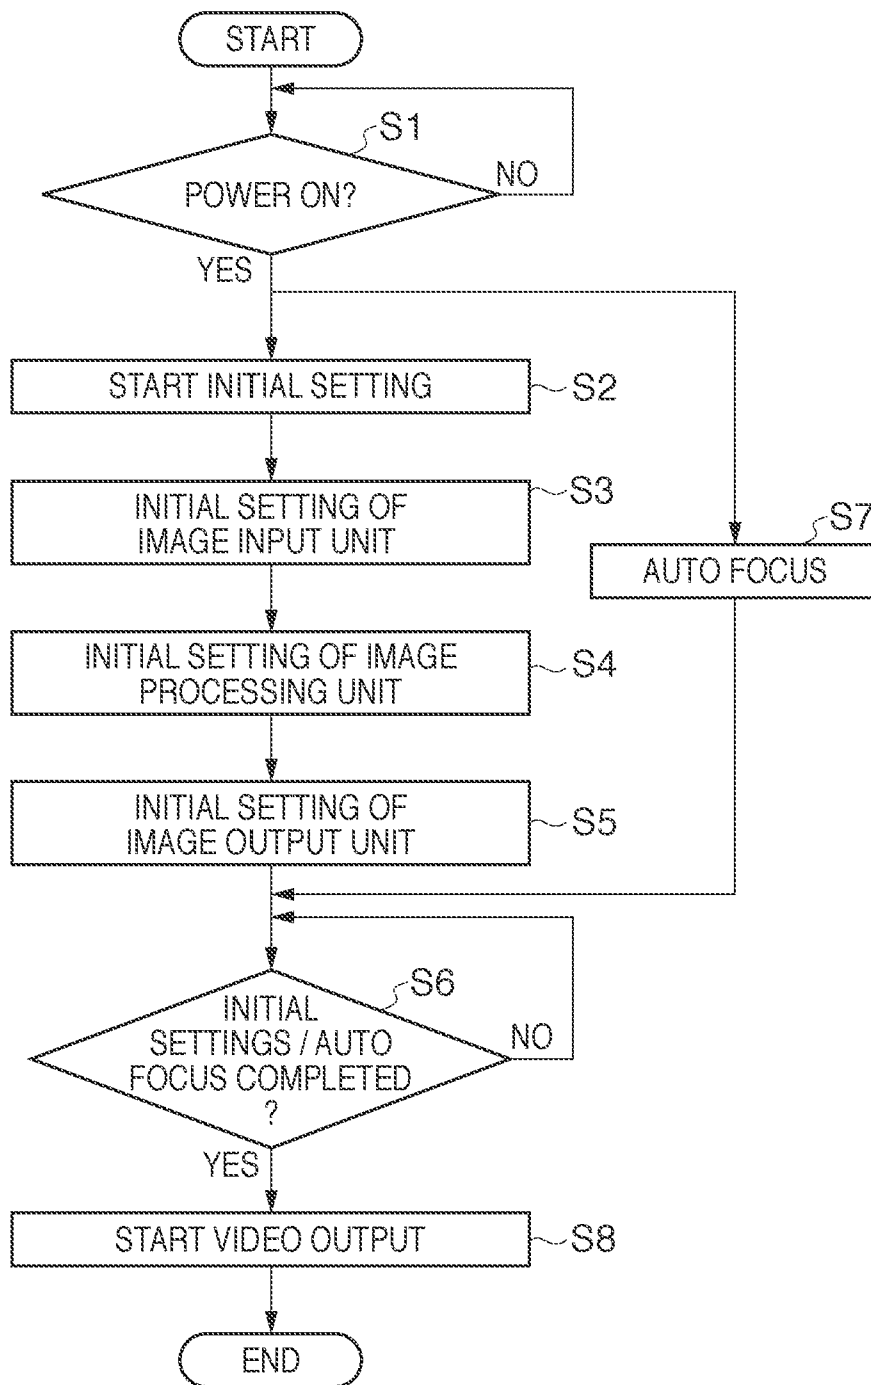 START
S1
POWER ON?
NO
YES
START INITIAL SETTING
S2
INITIAL SETTING OF
IMAGE INPUT UNIT
S3
S7
AUTO FOCUS
INITIAL SETTING OF IMAGE
PROCESSING UNIT
S4
INITIAL SETTING OF
IMAGE OUTPUT UNIT
S5
S6
INITIAL
SETTINGS / AUTO
FOCUS COMPLETED
?
NO
YES
START VIDEO OUTPUT
S8
END